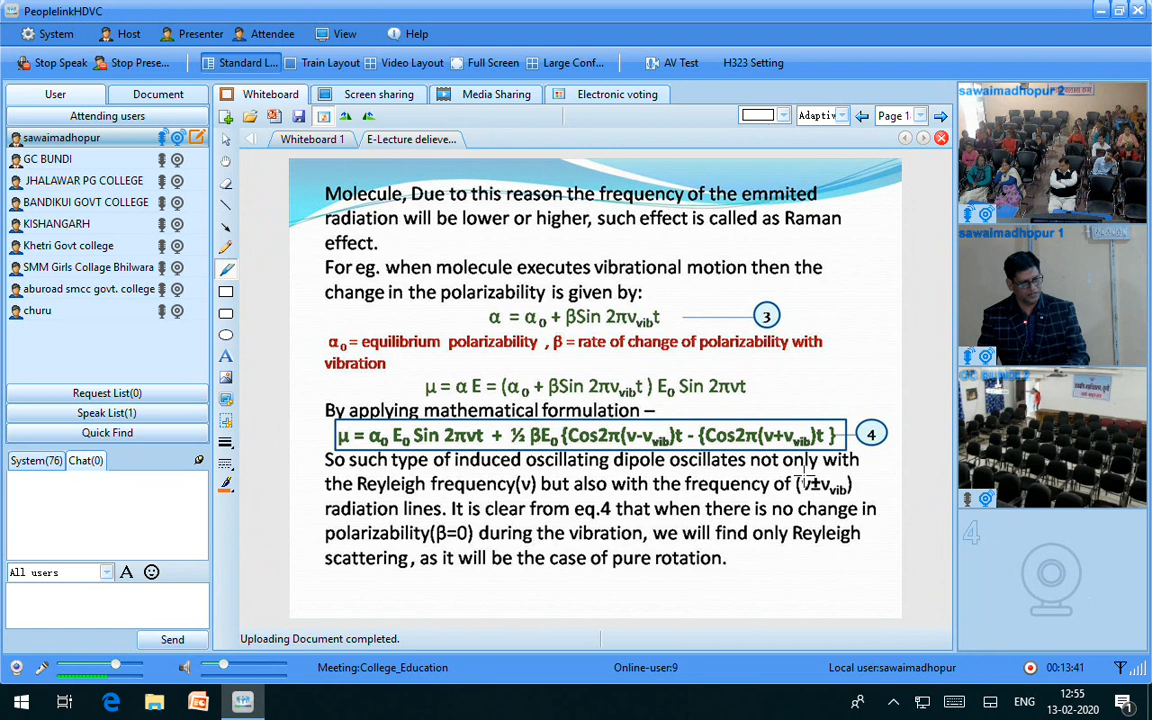 PeoplelinkHDVC
System Host Presenter Attendee View Help
Stop Speak Stop Prese... Standard L... Train Layout Video Layout Full Screen Large Conf... AV Test H323 Setting
User Document
Attending users
sawaimadhopur
GC BUNDI
JHALAWAR PG COLLEGE
BANDIKUI GOVT COLLEGE
KISHANGARH
Khetri Govt college
SMM Girls Collage Bhilwara
aburoad smcc govt. college
churu
Request List(0)
Speak List(1)
Quick Find
System(76) Chat(0)
All users A
Send
Whiteboard Screen sharing Media Sharing Electronic voting
Adaptiv Page 1
Whiteboard 1 E-Lecture delieve...
Molecule, Due to this reason the frequency of the emmited
radiation will be lower or higher, such effect is called as Raman
effect.
For eg. when molecule executes vibrational motion then the
change in the polarizability is given by:
α = α₀ + βSin 2πνvibt 3
α₀ = equilibrium polarizability , β = rate of change of polarizability with
vibration
μ = α E = (α₀ + βSin 2πνvibt ) E₀ Sin 2πνt
By applying mathematical formulation –
μ = α₀ E₀ Sin 2πνt + ½ βE₀ {Cos2π(ν-νvib)t - {Cos2π(ν+νvib)t } 4
So such type of induced oscillating dipole oscillates not only with
the Reyleigh frequency(ν) but also with the frequency of (ν±νvib)
radiation lines. It is clear from eq.4 that when there is no change in
polarizability(β=0) during the vibration, we will find only Reyleigh
scattering, as it will be the case of pure rotation.
Uploading Document completed.
sawaimadhopur 2
sawaimadhopur 1
GC BUNDI 3
4
Meeting:College_Education Online-user:9 Local user:sawaimadhopur 00:13:41
ENG 12:55
13-02-2020
1